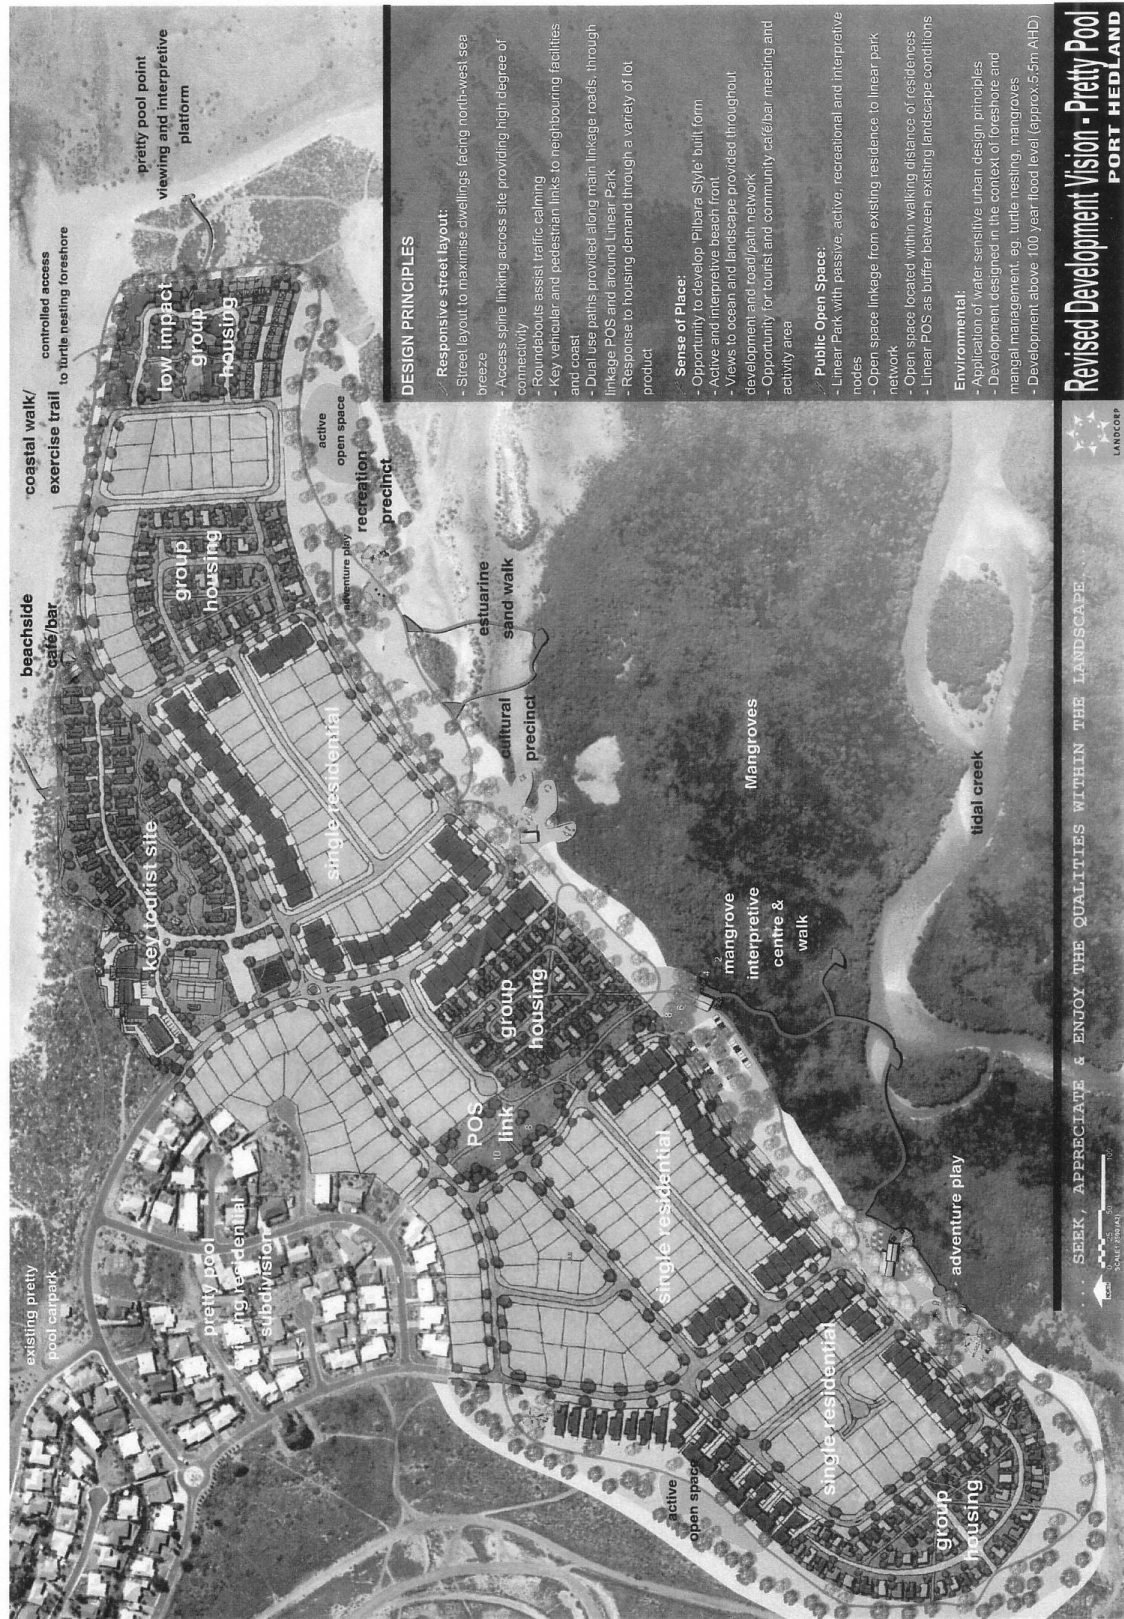 existing pretty
pool carpark
pretty pool
existing residential
subdivision
key tourist site
beachside
café/bar
coastal walk/
exercise trail
controlled access
to turtle nesting foreshore
pretty pool point
viewing and interpretive
platform
low impact
group
housing
group
housing
single residential
active
open space
recreation
precinct
adventure play
estuarine
sand walk
cultural
precinct
group
housing
POS
link
mangrove
interpretive
centre &
walk
Mangroves
tidal creek
single residential
single residential
active
open space
group
housing
adventure play
DESIGN PRINCIPLES
Responsive street layout:
- Street layout to maximise dwellings facing north-west sea
breeze
- Access spine linking across site providing high degree of
connectivity
- Roundabouts assist traffic calming
- Key vehicular and pedestrian links to neighbouring facilities
and coast
- Dual use paths provided along main linkage roads, through
linkage POS and around Linear Park
- Response to housing demand through a variety of lot
product
Sense of Place:
- Opportunity to develop 'Pilbara Style' built form
- Active and interpretive beach front
- Views to ocean and landscape provided throughout
development and road/path network
- Opportunity for tourist and community café/bar meeting and
activity area
Public Open Space:
- Linear Park with passive, active, recreational and interpretive
nodes
- Open space linkage from existing residence to linear park
network
- Open space located within walking distance of residences
- Linear POS as buffer between existing landscape conditions
Environmental:
- Application of water sensitive urban design principles
- Development designed in the context of foreshore and
mangal management, eg. turtle nesting, mangroves
- Development above 100 year flood level (approx.5.5m AHD)
... SEEK, APPRECIATE & ENJOY THE QUALITIES WITHIN THE LANDSCAPE...
0 25 50 100
LANDCORP
Revised Development Vision - Pretty Pool
PORT HEDLAND